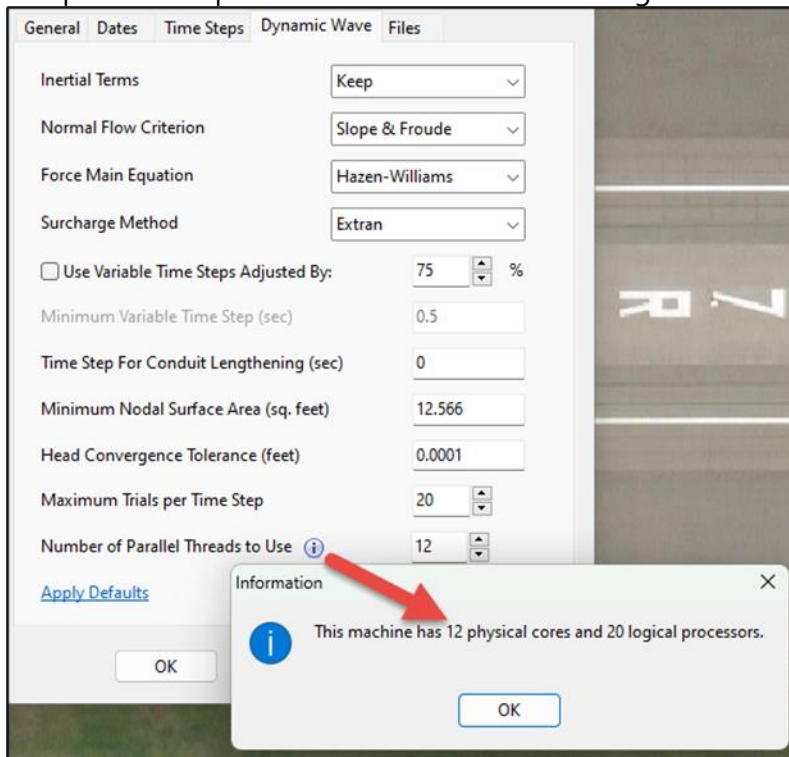 General Dates Time Steps Dynamic Wave Files
Inertial Terms Keep
Normal Flow Criterion Slope & Froude
Force Main Equation Hazen-Williams
Surcharge Method Extran
Use Variable Time Steps Adjusted By: 75 %
Minimum Variable Time Step (sec) 0.5
Time Step For Conduit Lengthening (sec) 0
Minimum Nodal Surface Area (sq. feet) 12.566
Head Convergence Tolerance (feet) 0.0001
Maximum Trials per Time Step 20
Number of Parallel Threads to Use i 12
Apply Defaults
OK
Information
i This machine has 12 physical cores and 20 logical processors.
OK
7
R